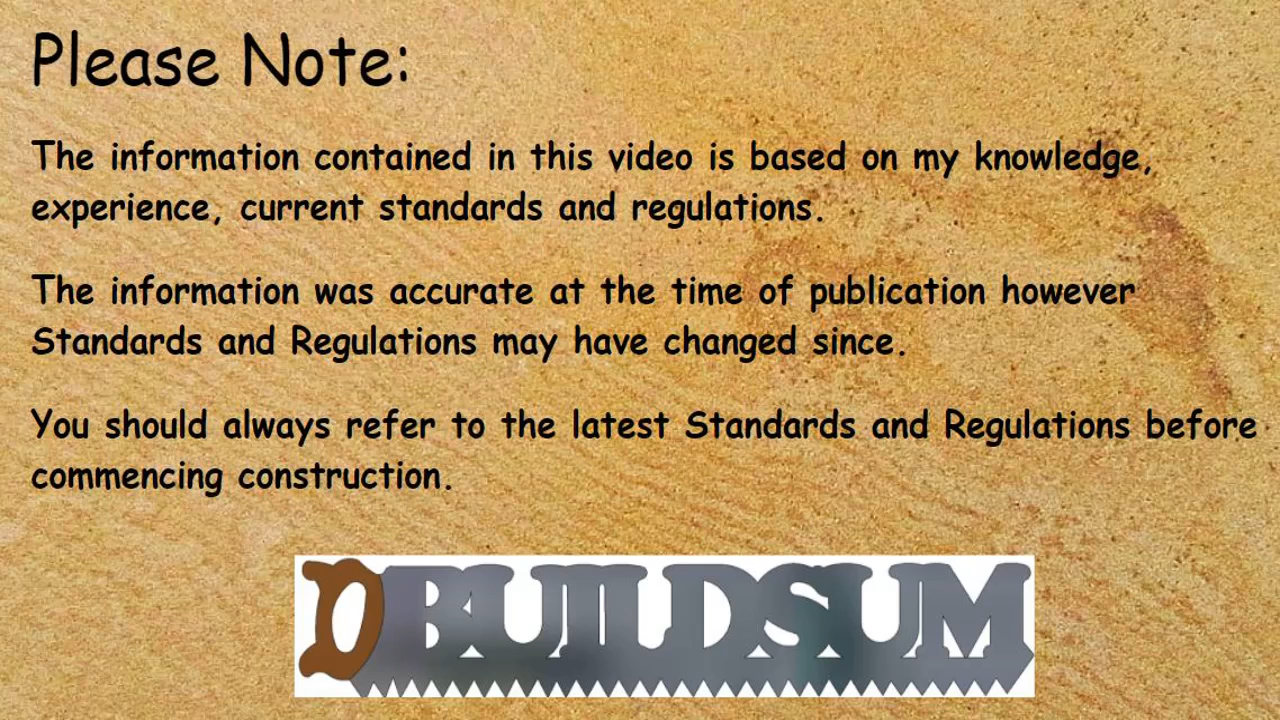 Please Note:
The information contained in this video is based on my knowledge,
experience, current standards and regulations.
The information was accurate at the time of publication however
Standards and Regulations may have changed since.
You should always refer to the latest Standards and Regulations before
commencing construction.
BUILDSUM